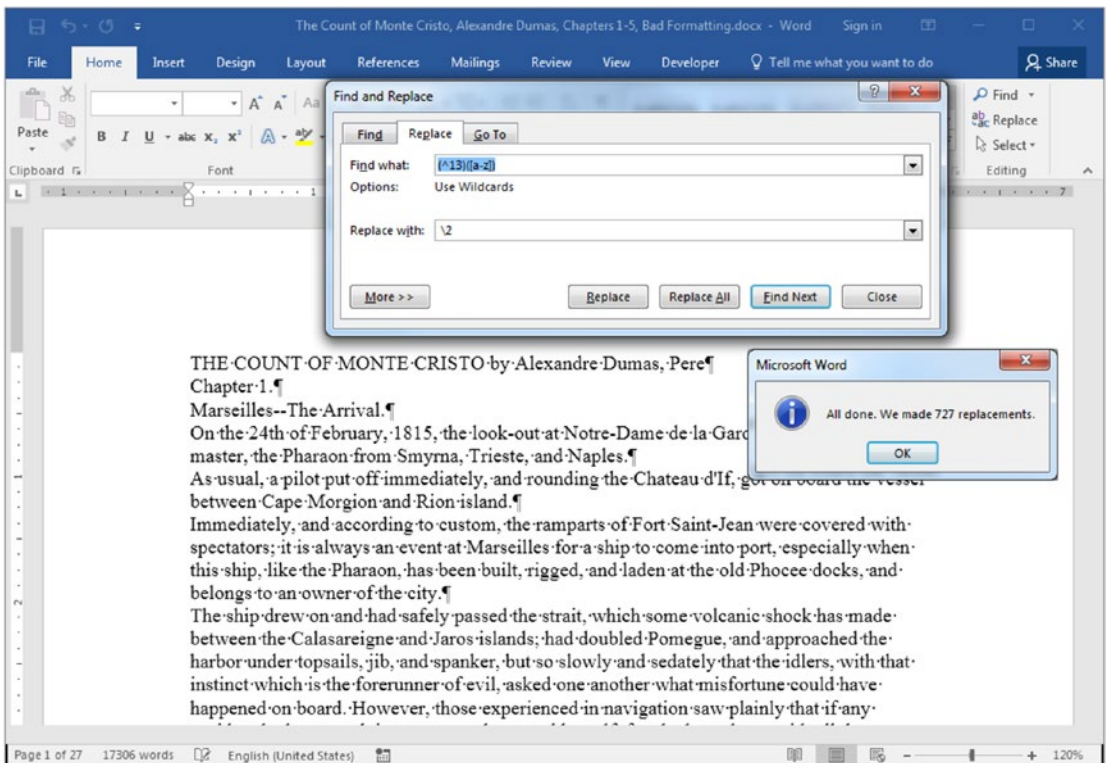 The Count of Monte Cristo, Alexandre Dumas, Chapters 1-5, Bad Formatting.docx - Word Sign in
File Home Insert Design Layout References Mailings Review View Developer Tell me what you want to do Share
Find and Replace
Find
Replace
Select
Paste
Aa
B I U abc X₂ X²
Clipboard Font Editing
Find Replace Go To
Find what: (^13)([a-z])
Options: Use Wildcards
Replace with: \2
More >> Replace Replace All Find Next Close
1 1 7
2
Microsoft Word
All done. We made 727 replacements.
OK
THE·COUNT·OF·MONTE·CRISTO·by·Alexandre·Dumas,·Pere¶
Chapter·1.¶
Marseilles--The·Arrival.¶
On·the·24th·of·February,·1815,·the·look-out·at·Notre-Dame·de·la·Gard
master,·the·Pharaon·from·Smyrna,·Trieste,·and·Naples.¶
As·usual,·a·pilot·put·off·immediately,·and·rounding·the·Chateau·d'If,·got·on·board·the·vessel·
between·Cape·Morgion·and·Rion·island.¶
Immediately,·and·according·to·custom,·the·ramparts·of·Fort·Saint-Jean·were·covered·with·
spectators;·it·is·always·an·event·at·Marseilles·for·a·ship·to·come·into·port,·especially·when·
this·ship,·like·the·Pharaon,·has·been·built,·rigged,·and·laden·at·the·old·Phocee·docks,·and·
belongs·to·an·owner·of·the·city.¶
The·ship·drew·on·and·had·safely·passed·the·strait,·which·some·volcanic·shock·has·made·
between·the·Calasareigne·and·Jaros·islands;·had·doubled·Pomegue,·and·approached·the·
harbor·under·topsails,·jib,·and·spanker,·but·so·slowly·and·sedately·that·the·idlers,·with·that·
instinct·which·is·the·forerunner·of·evil,·asked·one·another·what·misfortune·could·have·
happened·on·board.·However,·those·experienced·in·navigation·saw·plainly·that·if·any·
Page 1 of 27 17306 words English (United States) 120%